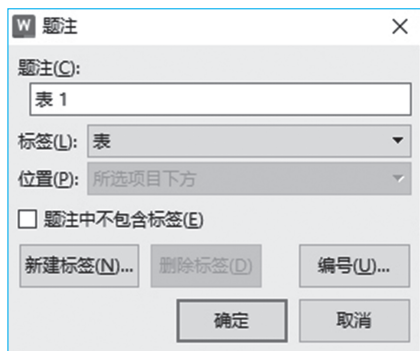 W 题注
题注(C):
表 1
标签(L): 表
位置(P): 所选项目下方
题注中不包含标签(E)
新建标签(N)... 删除标签(D) 编号(U)...
确定 取消